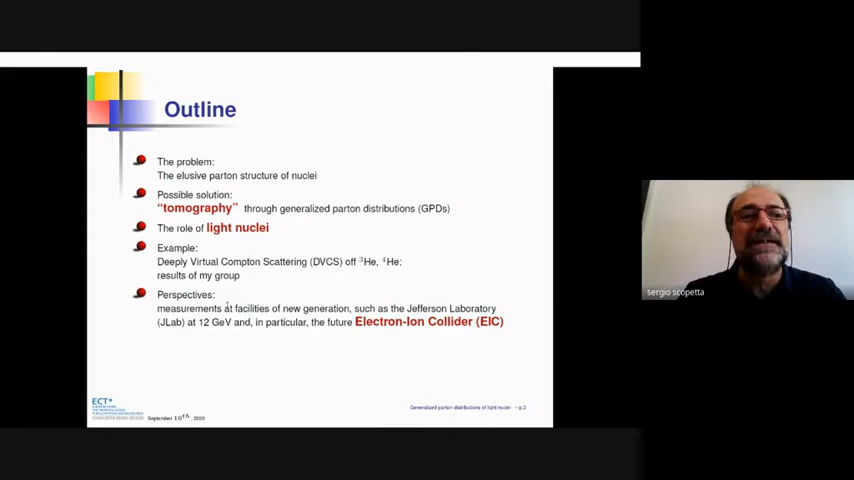 Outline
The problem:
The elusive parton structure of nuclei
Possible solution:
“tomography” through generalized parton distributions (GPDs)
The role of light nuclei
Example:
Deeply Virtual Compton Scattering (DVCS) off ³He, ⁴He:
results of my group
Perspectives:
measurements at facilities of new generation, such as the Jefferson Laboratory
(JLab) at 12 GeV and, in particular, the future Electron-Ion Collider (EIC)
sergio scopetta
ECT*
September 16th, 2020
Generalized parton distributions of light nuclei – p.3